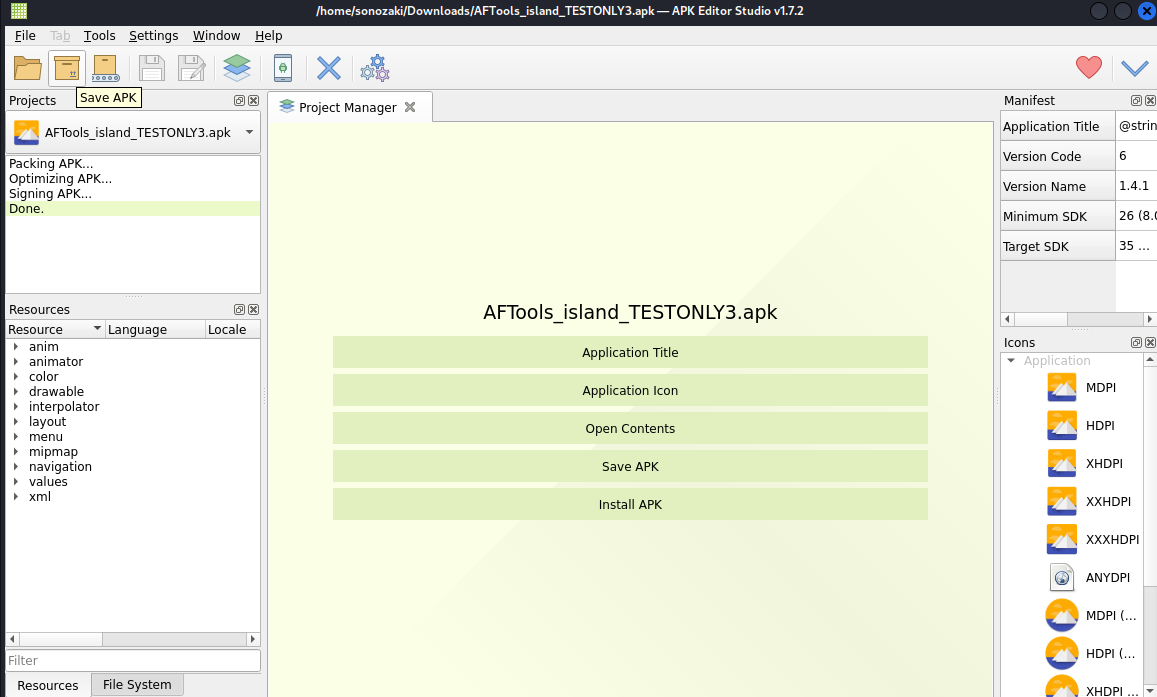 /home/sonozaki/Downloads/AFTools_island_TESTONLY3.apk — APK Editor Studio v1.7.2
File Tab Tools Settings Window Help
Save APK
Projects
AFTools_island_TESTONLY3.apk
Packing APK...
Optimizing APK...
Signing APK...
Done.
Resources
Resource Language Locale
anim
animator
color
drawable
interpolator
layout
menu
mipmap
navigation
values
xml
Filter
Resources File System
Project Manager
AFTools_island_TESTONLY3.apk
Application Title
Application Icon
Open Contents
Save APK
Install APK
Manifest
Application Title @strin
Version Code 6
Version Name 1.4.1
Minimum SDK 26 (8.0
Target SDK 35 ...
Icons
Application
MDPI
HDPI
XHDPI
XXHDPI
XXXHDPI
ANYDPI
MDPI (...
HDPI (...
XHDPI ...